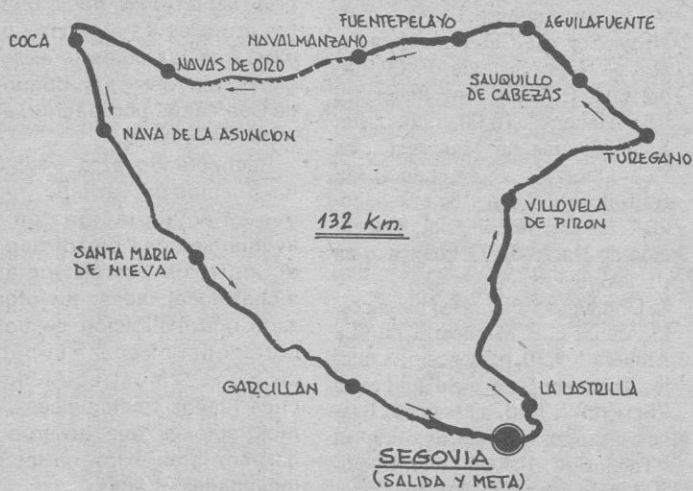 FUENTEPELAYO
AGUILAFUENTE
COCA
NAVALMANZANO
NAVAS DE ORO
SAUQUILLO
DE CABEZAS
NAVA DE LA ASUNCION
TUREGANO
VILLOVELA
DE PIRON
132 Km.
SANTA MARIA
DE NIEVA
GARCILLAN
LA LASTRILLA
SEGOVIA
(SALIDA Y META)